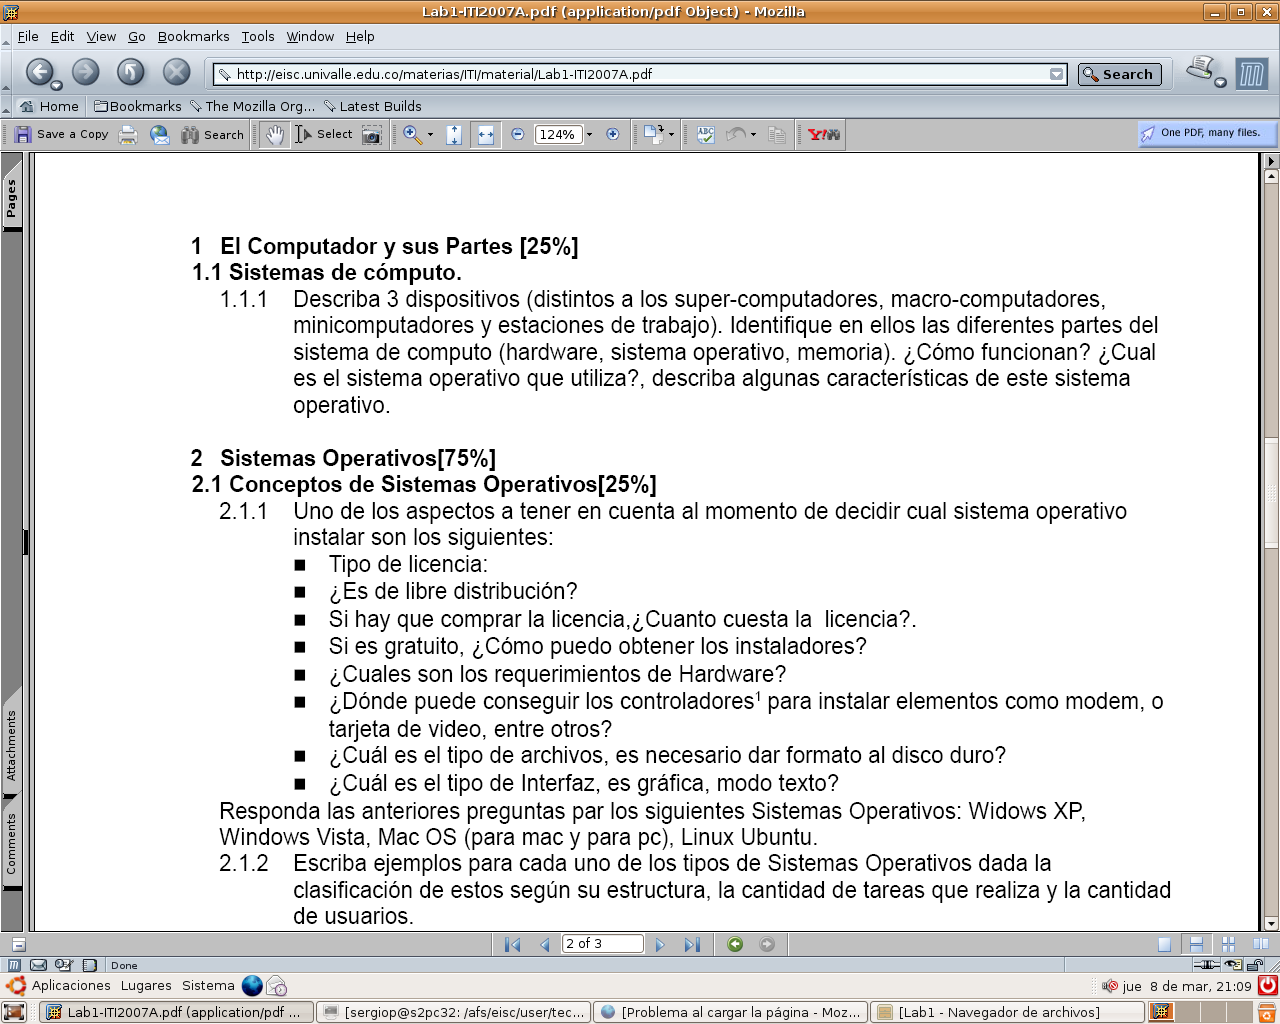 Lab1-ITI2007A.pdf (application/pdf Object) - Mozilla
File Edit View Go Bookmarks Tools Window Help
http://eisc.univalle.edu.co/materias/ITI/material/Lab1-ITI2007A.pdf Search
Home Bookmarks The Mozilla Org... Latest Builds
Save a Copy Search Select 124% ABC Y! One PDF, many files.
Pages
Attachments
Comments
1 El Computador y sus Partes [25%]
1.1 Sistemas de cómputo.
1.1.1 Describa 3 dispositivos (distintos a los super-computadores, macro-computadores,
minicomputadores y estaciones de trabajo). Identifique en ellos las diferentes partes del
sistema de computo (hardware, sistema operativo, memoria). ¿Cómo funcionan? ¿Cual
es el sistema operativo que utiliza?, describa algunas características de este sistema
operativo.
2 Sistemas Operativos[75%]
2.1 Conceptos de Sistemas Operativos[25%]
2.1.1 Uno de los aspectos a tener en cuenta al momento de decidir cual sistema operativo
instalar son los siguientes:
■ Tipo de licencia:
■ ¿Es de libre distribución?
■ Si hay que comprar la licencia,¿Cuanto cuesta la  licencia?.
■ Si es gratuito, ¿Cómo puedo obtener los instaladores?
■ ¿Cuales son los requerimientos de Hardware?
■ ¿Dónde puede conseguir los controladores¹ para instalar elementos como modem, o
tarjeta de video, entre otros?
■ ¿Cuál es el tipo de archivos, es necesario dar formato al disco duro?
■ ¿Cuál es el tipo de Interfaz, es gráfica, modo texto?
Responda las anteriores preguntas par los siguientes Sistemas Operativos: Widows XP,
Windows Vista, Mac OS (para mac y para pc), Linux Ubuntu.
2.1.2 Escriba ejemplos para cada uno de los tipos de Sistemas Operativos dada la
clasificación de estos según su estructura, la cantidad de tareas que realiza y la cantidad
de usuarios.
2 of 3
Done
Aplicaciones Lugares Sistema jue 8 de mar, 21:09
Lab1-ITI2007A.pdf (application/pdf ... [sergiop@s2pc32: /afs/eisc/user/tec... [Problema al cargar la página - Moz... [Lab1 - Navegador de archivos]